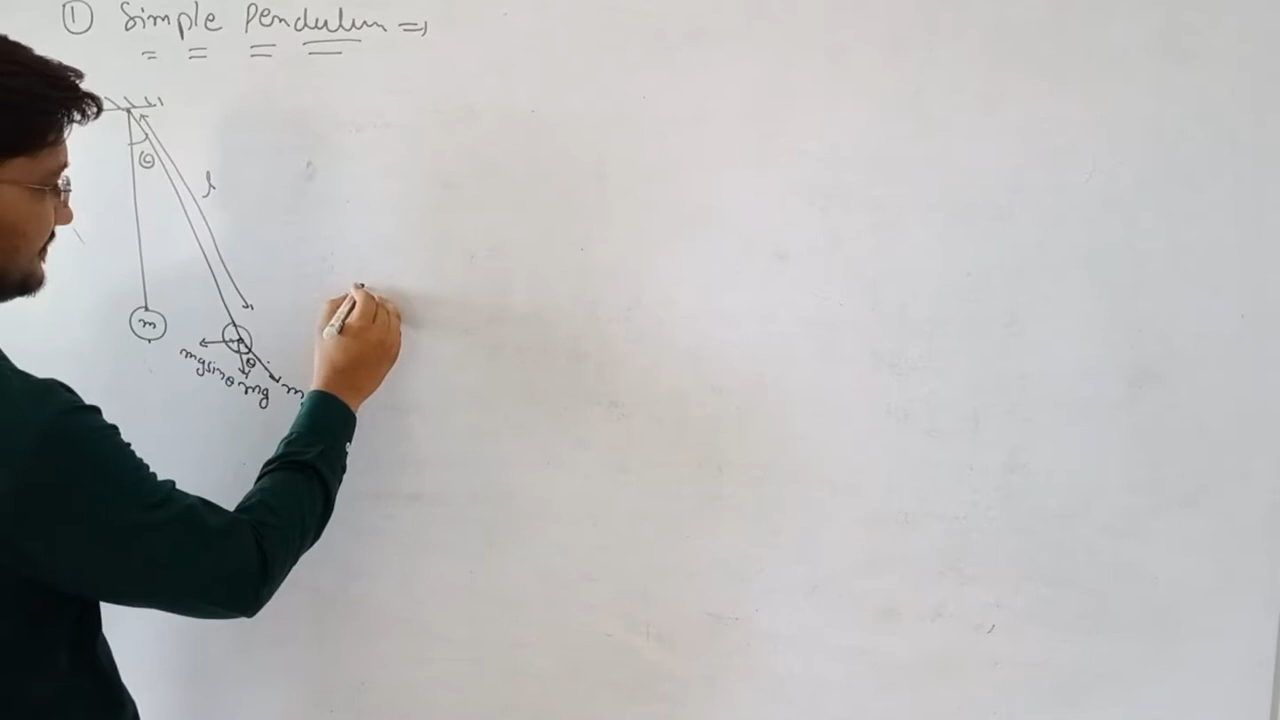 ① Simple Pendulum ⇒
θ
l
m
θ
mgsinθ mg m